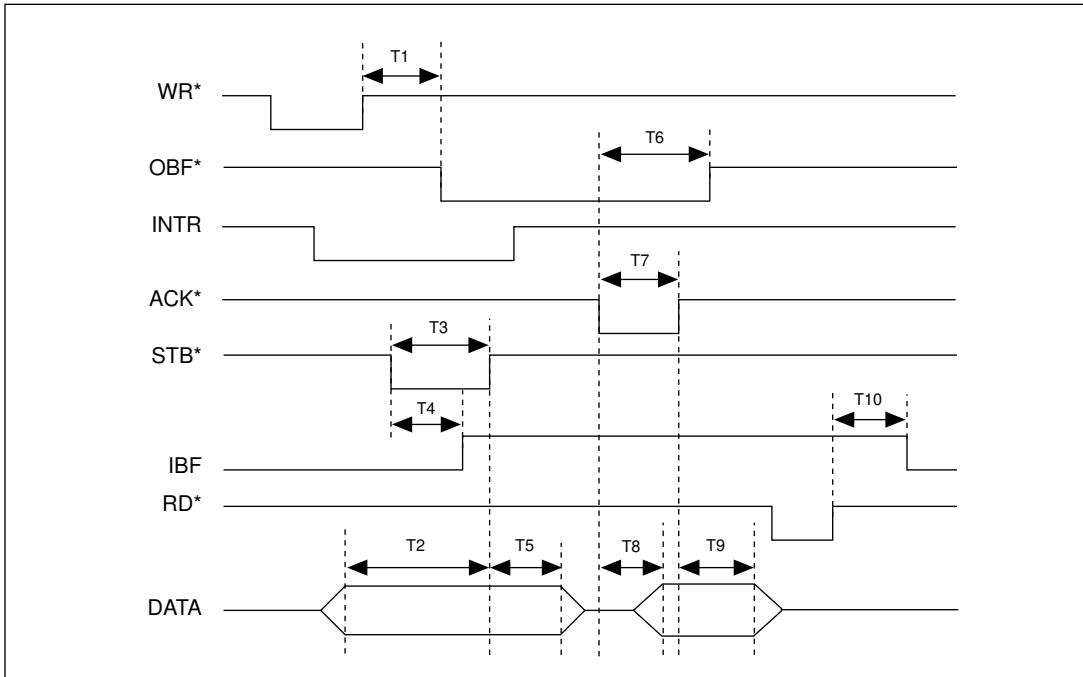 T1
WR*
T6
OBF*
INTR
T7
ACK*
T3
STB*
T4
T10
IBF
RD*
T2
T5
T8
T9
DATA